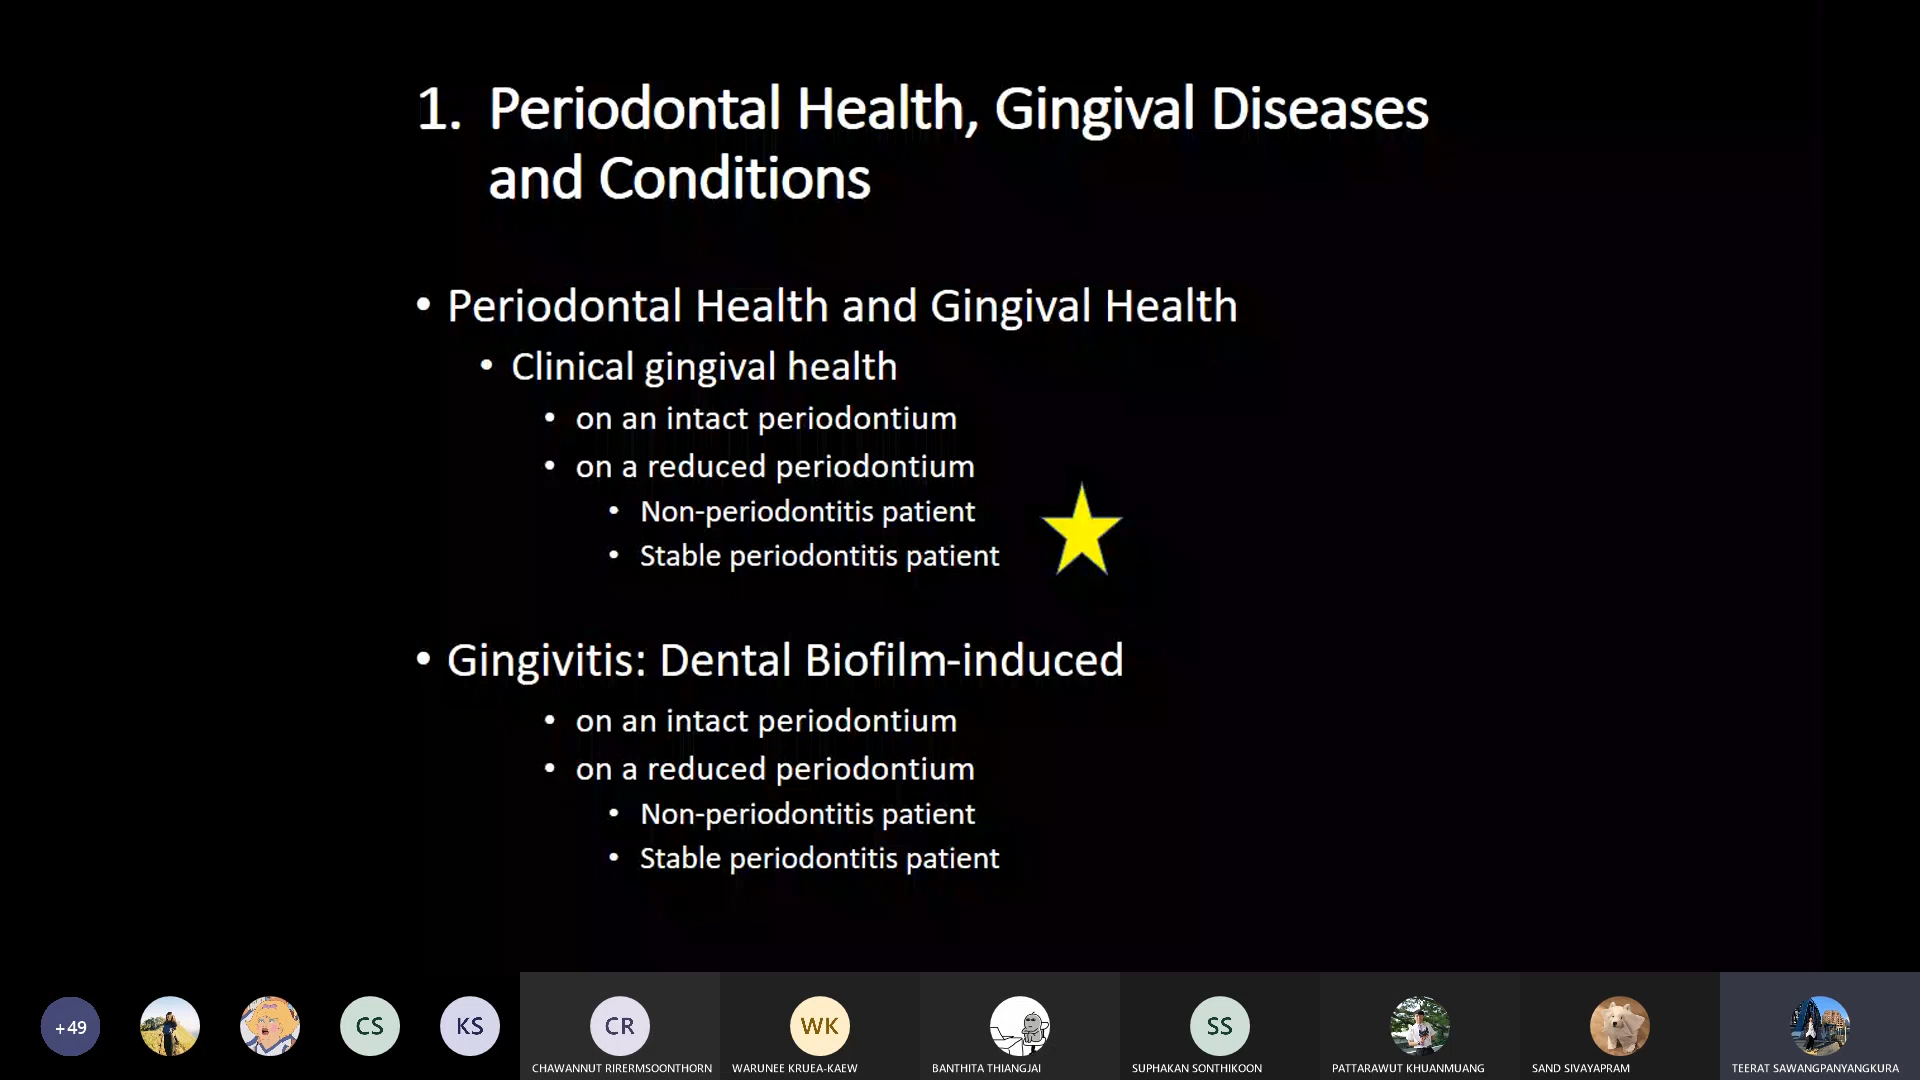 1. Periodontal Health, Gingival Diseases
and Conditions
• Periodontal Health and Gingival Health
• Clinical gingival health
• on an intact periodontium
• on a reduced periodontium
• Non-periodontitis patient
• Stable periodontitis patient
• Gingivitis: Dental Biofilm-induced
• on an intact periodontium
• on a reduced periodontium
• Non-periodontitis patient
• Stable periodontitis patient
+49
CS
KS
CR
WK
SS
CHAWANNUT RIRERMSOONTHORN
WARUNEE KRUEA-KAEW
BANTHITA THIANGJAI
SUPHAKAN SONTHIKOON
PATTARAWUT KHUANMUANG
SAND SIVAYAPRAM
TEERAT SAWANGPANYANGKURA